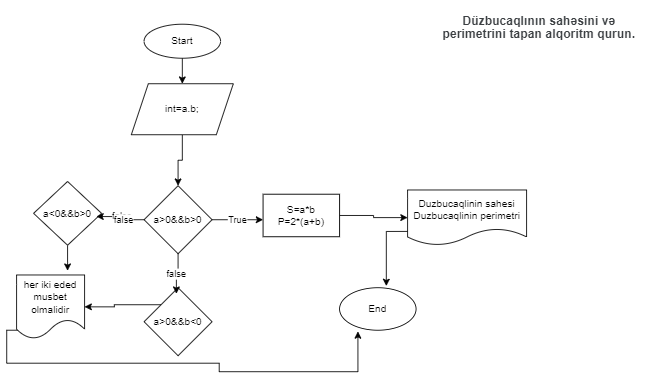 Düzbucaqlının sahəsini və
perimetrini tapan alqoritm qurun.
Start
int=a.b;
a<0&&b>0
false
a>0&&b>0
True
S=a*b
P=2*(a+b)
Duzbucaqlinin sahesi
Duzbucaqlinin perimetri
false
her iki eded
musbet
olmalidir
a>0&&b<0
End